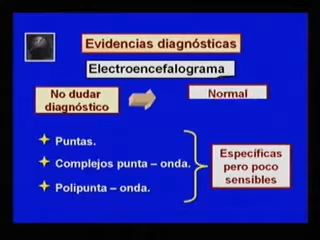 Evidencias diagnósticas
Electroencefalograma
No dudar
diagnóstico
Normal
Puntas.
Complejos punta – onda.
Polipunta – onda.
Específicas
pero poco
sensibles